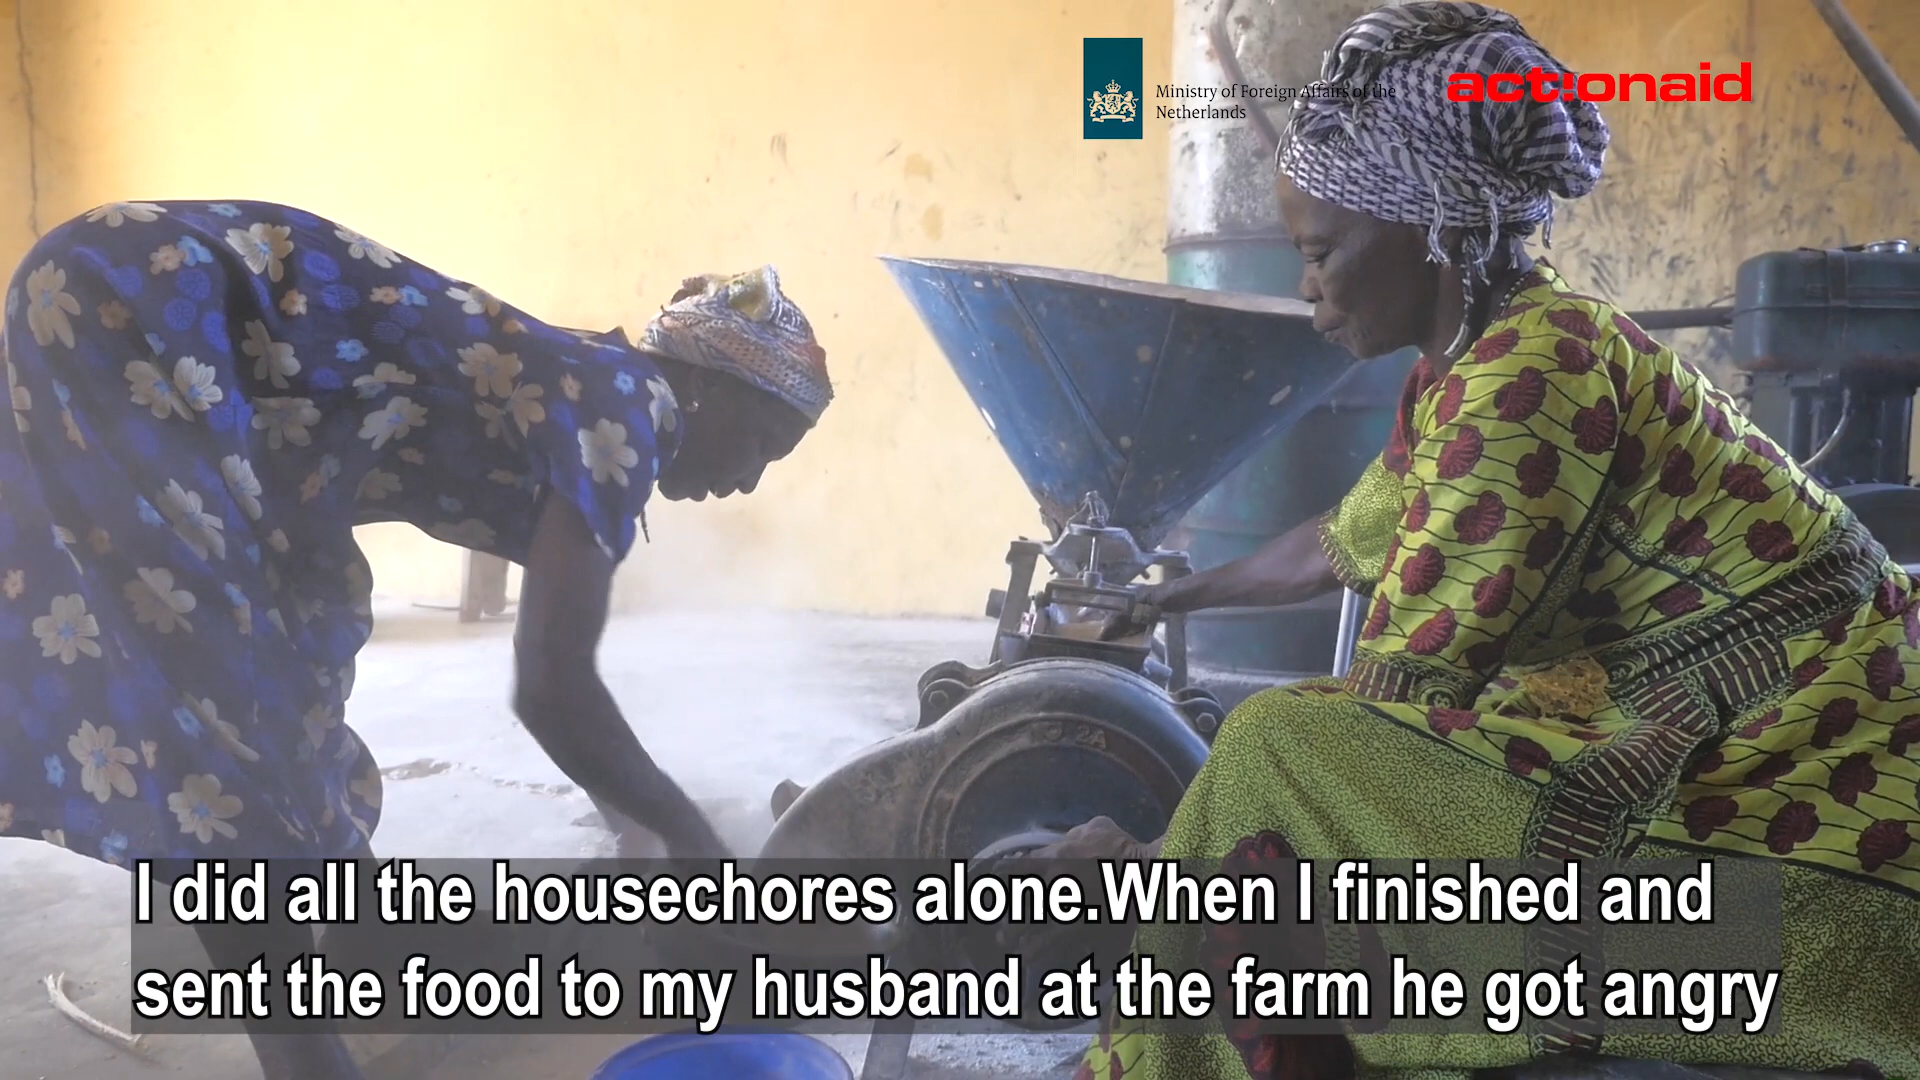 Ministry of Foreign Affairs of the
Netherlands
act!onaid
2A
I did all the housechores alone.When I finished and
sent the food to my husband at the farm he got angry